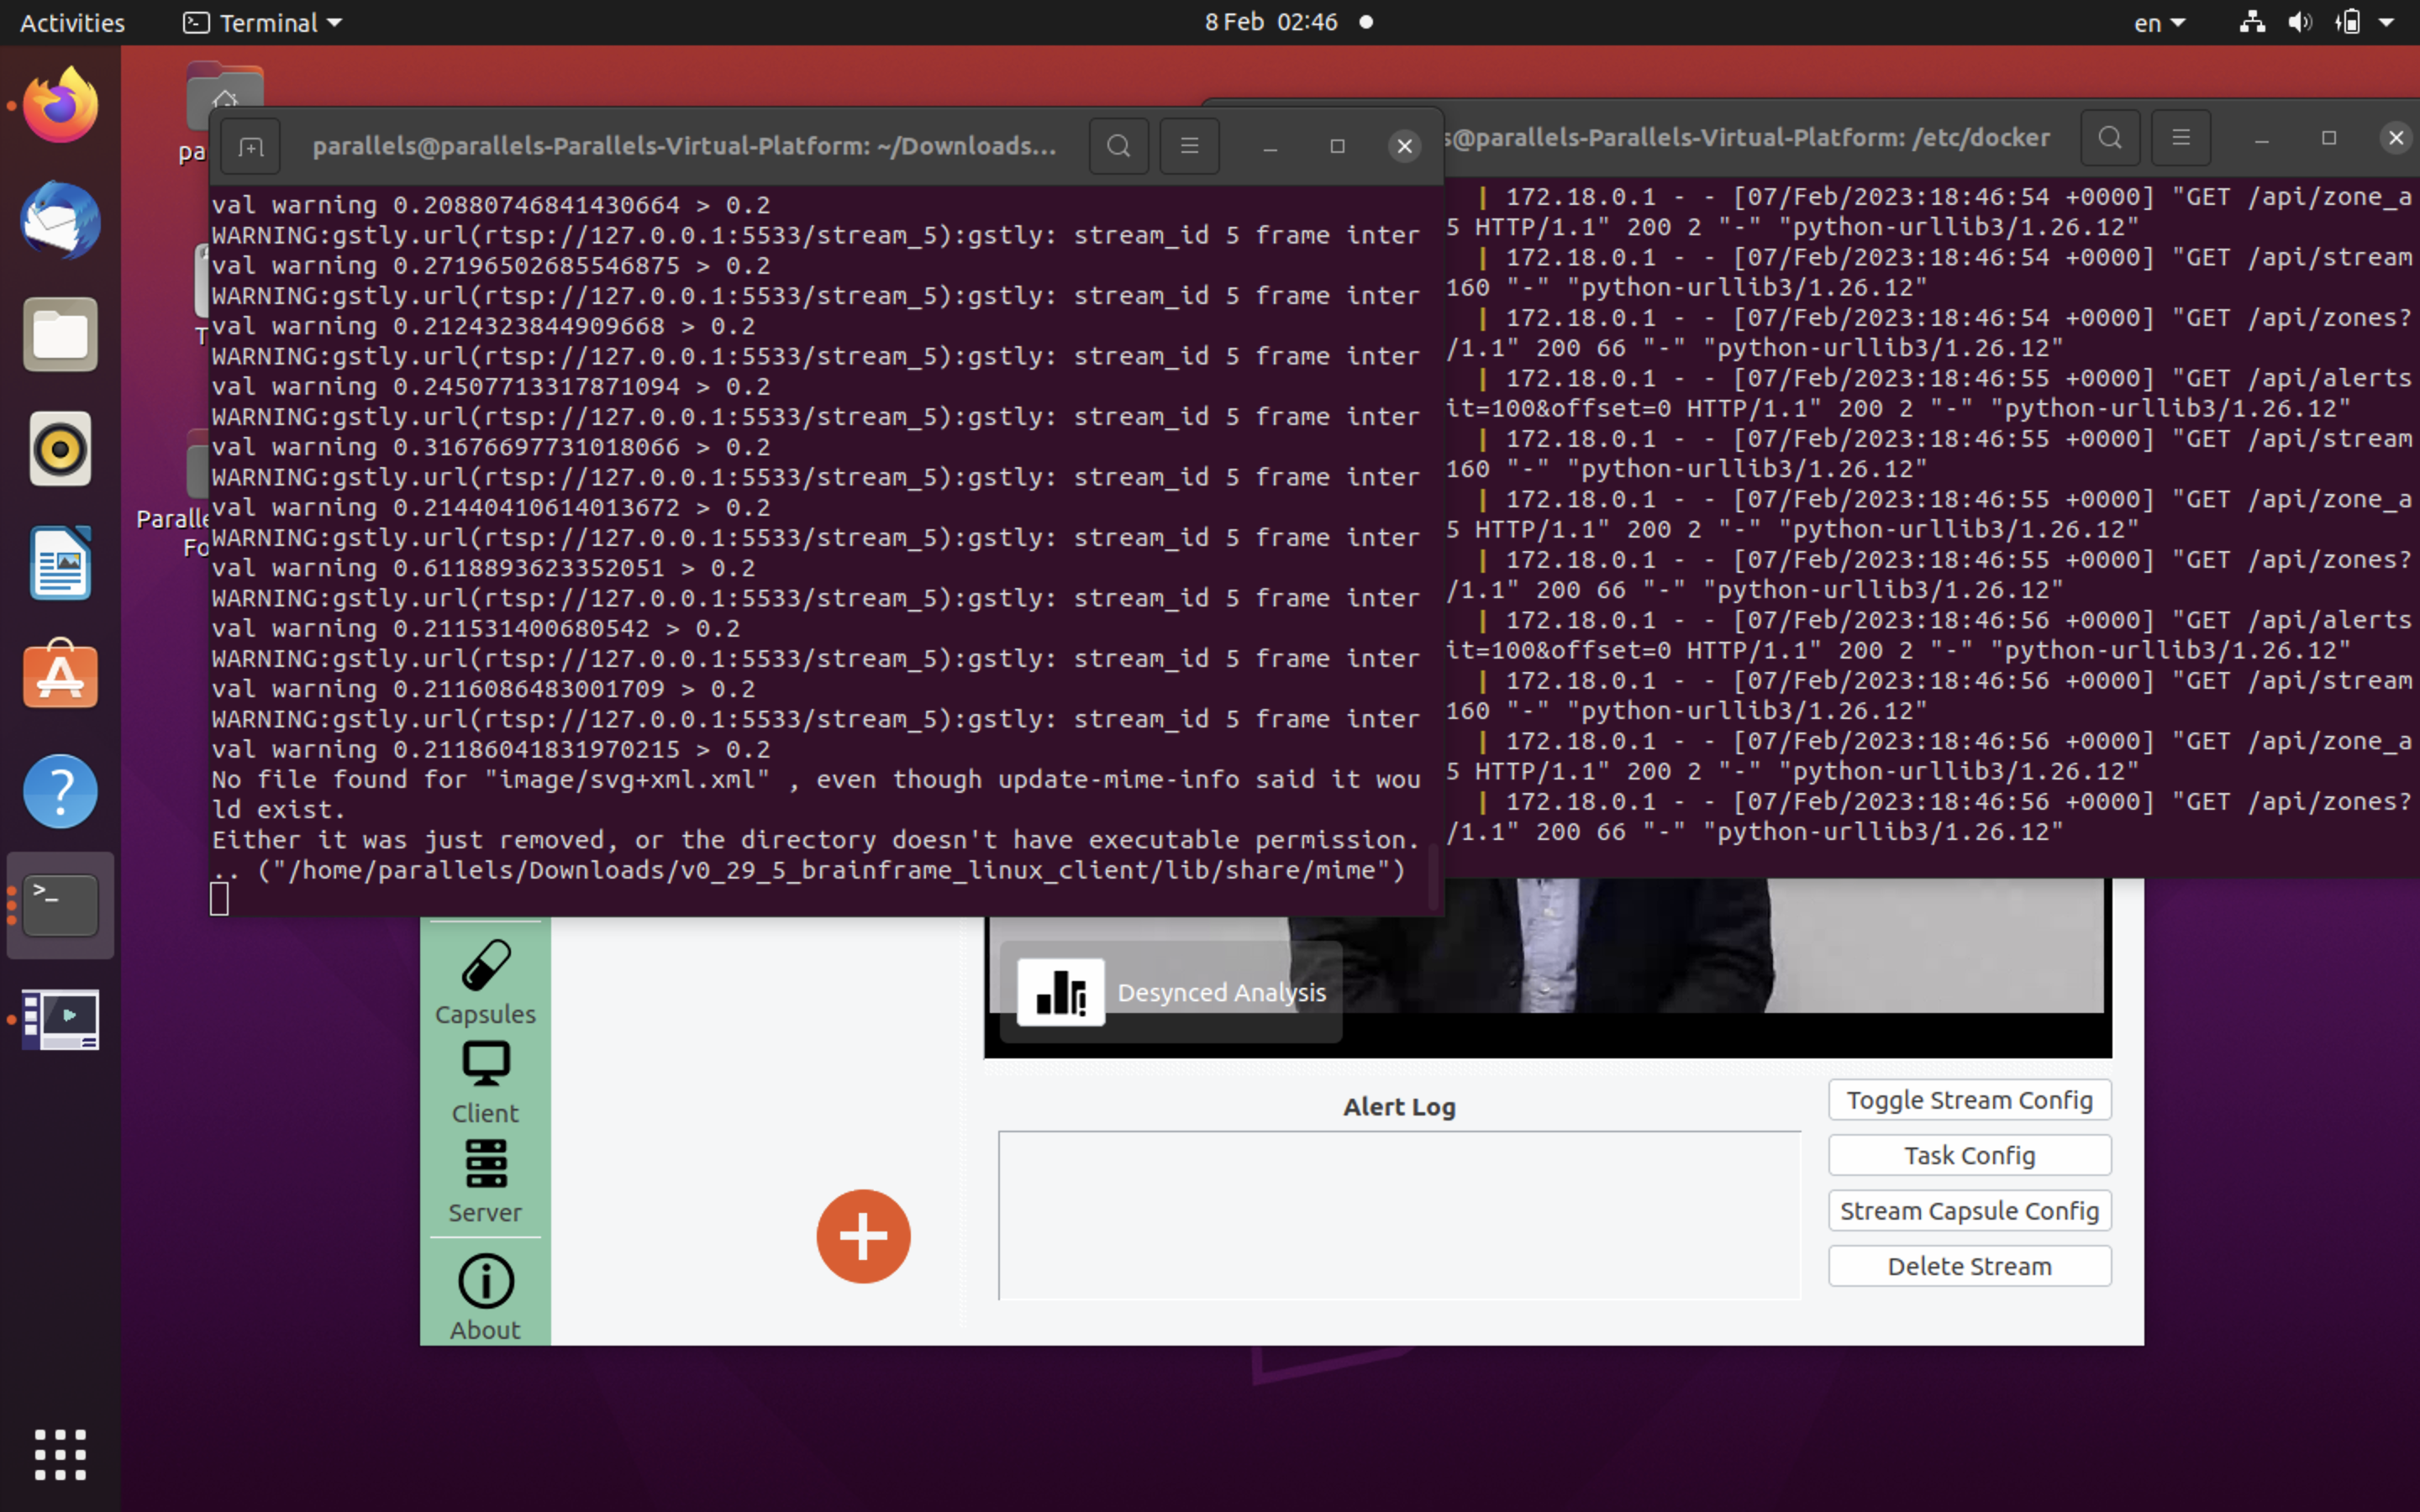 Activities
Terminal
8 Feb 02:46
en
pa
parallels@parallels-Parallels-Virtual-Platform: ~/Downloads...
T
Paralle
Fo
val warning 0.20880746841430664 > 0.2
WARNING:gstly.url(rtsp://127.0.0.1:5533/stream_5):gstly: stream_id 5 frame inter
val warning 0.27196502685546875 > 0.2
WARNING:gstly.url(rtsp://127.0.0.1:5533/stream_5):gstly: stream_id 5 frame inter
val warning 0.2124323844909668 > 0.2
WARNING:gstly.url(rtsp://127.0.0.1:5533/stream_5):gstly: stream_id 5 frame inter
val warning 0.24507713317871094 > 0.2
WARNING:gstly.url(rtsp://127.0.0.1:5533/stream_5):gstly: stream_id 5 frame inter
val warning 0.316766977310180​66 > 0.2
WARNING:gstly.url(rtsp://127.0.0.1:5533/stream_5):gstly: stream_id 5 frame inter
val warning 0.21440410614013672 > 0.2
WARNING:gstly.url(rtsp://127.0.0.1:5533/stream_5):gstly: stream_id 5 frame inter
val warning 0.6118893623352051 > 0.2
WARNING:gstly.url(rtsp://127.0.0.1:5533/stream_5):gstly: stream_id 5 frame inter
val warning 0.211531400680542 > 0.2
WARNING:gstly.url(rtsp://127.0.0.1:5533/stream_5):gstly: stream_id 5 frame inter
val warning 0.2116086483001709 > 0.2
WARNING:gstly.url(rtsp://127.0.0.1:5533/stream_5):gstly: stream_id 5 frame inter
val warning 0.21186041831970215 > 0.2
No file found for "image/svg+xml.xml" , even though update-mime-info said it wou
ld exist.
Either it was just removed, or the directory doesn't have executable permission.
.. ("/home/parallels/Downloads/v0_29_5_brainframe_linux_client/lib/share/mime")
s@parallels-Parallels-Virtual-Platform: /etc/docker
| 172.18.0.1 - - [07/Feb/2023:18:46:54 +0000] "GET /api/zone_a
5 HTTP/1.1" 200 2 "-" "python-urllib3/1.26.12"
| 172.18.0.1 - - [07/Feb/2023:18:46:54 +0000] "GET /api/stream
160 "-" "python-urllib3/1.26.12"
| 172.18.0.1 - - [07/Feb/2023:18:46:54 +0000] "GET /api/zones?
/1.1" 200 66 "-" "python-urllib3/1.26.12"
| 172.18.0.1 - - [07/Feb/2023:18:46:55 +0000] "GET /api/alerts
it=100&offset=0 HTTP/1.1" 200 2 "-" "python-urllib3/1.26.12"
| 172.18.0.1 - - [07/Feb/2023:18:46:55 +0000] "GET /api/stream
160 "-" "python-urllib3/1.26.12"
| 172.18.0.1 - - [07/Feb/2023:18:46:55 +0000] "GET /api/zone_a
5 HTTP/1.1" 200 2 "-" "python-urllib3/1.26.12"
| 172.18.0.1 - - [07/Feb/2023:18:46:55 +0000] "GET /api/zones?
/1.1" 200 66 "-" "python-urllib3/1.26.12"
| 172.18.0.1 - - [07/Feb/2023:18:46:56 +0000] "GET /api/alerts
it=100&offset=0 HTTP/1.1" 200 2 "-" "python-urllib3/1.26.12"
| 172.18.0.1 - - [07/Feb/2023:18:46:56 +0000] "GET /api/stream
160 "-" "python-urllib3/1.26.12"
| 172.18.0.1 - - [07/Feb/2023:18:46:56 +0000] "GET /api/zone_a
5 HTTP/1.1" 200 2 "-" "python-urllib3/1.26.12"
| 172.18.0.1 - - [07/Feb/2023:18:46:56 +0000] "GET /api/zones?
/1.1" 200 66 "-" "python-urllib3/1.26.12"
Capsules
Client
Server
About
Desynced Analysis
Alert Log
Toggle Stream Config
Task Config
Stream Capsule Config
Delete Stream